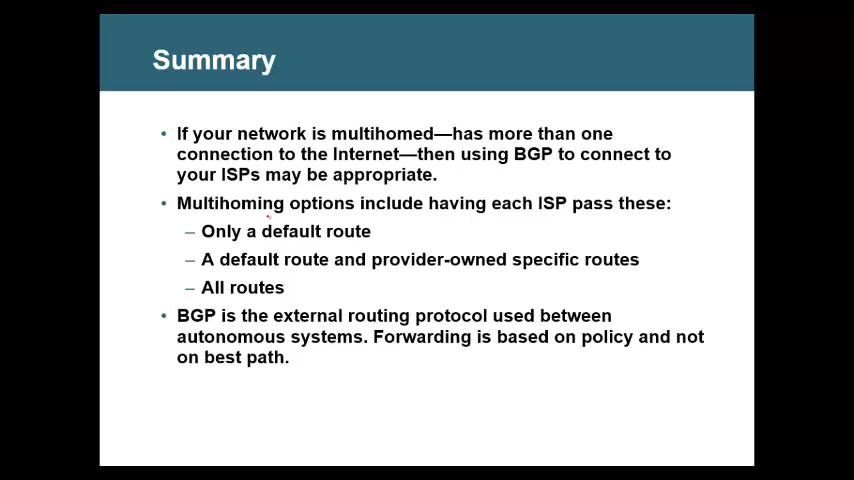 Summary
• If your network is multihomed—has more than one
connection to the Internet—then using BGP to connect to
your ISPs may be appropriate.
• Multihoming options include having each ISP pass these:
– Only a default route
– A default route and provider-owned specific routes
– All routes
• BGP is the external routing protocol used between
autonomous systems. Forwarding is based on policy and not
on best path.